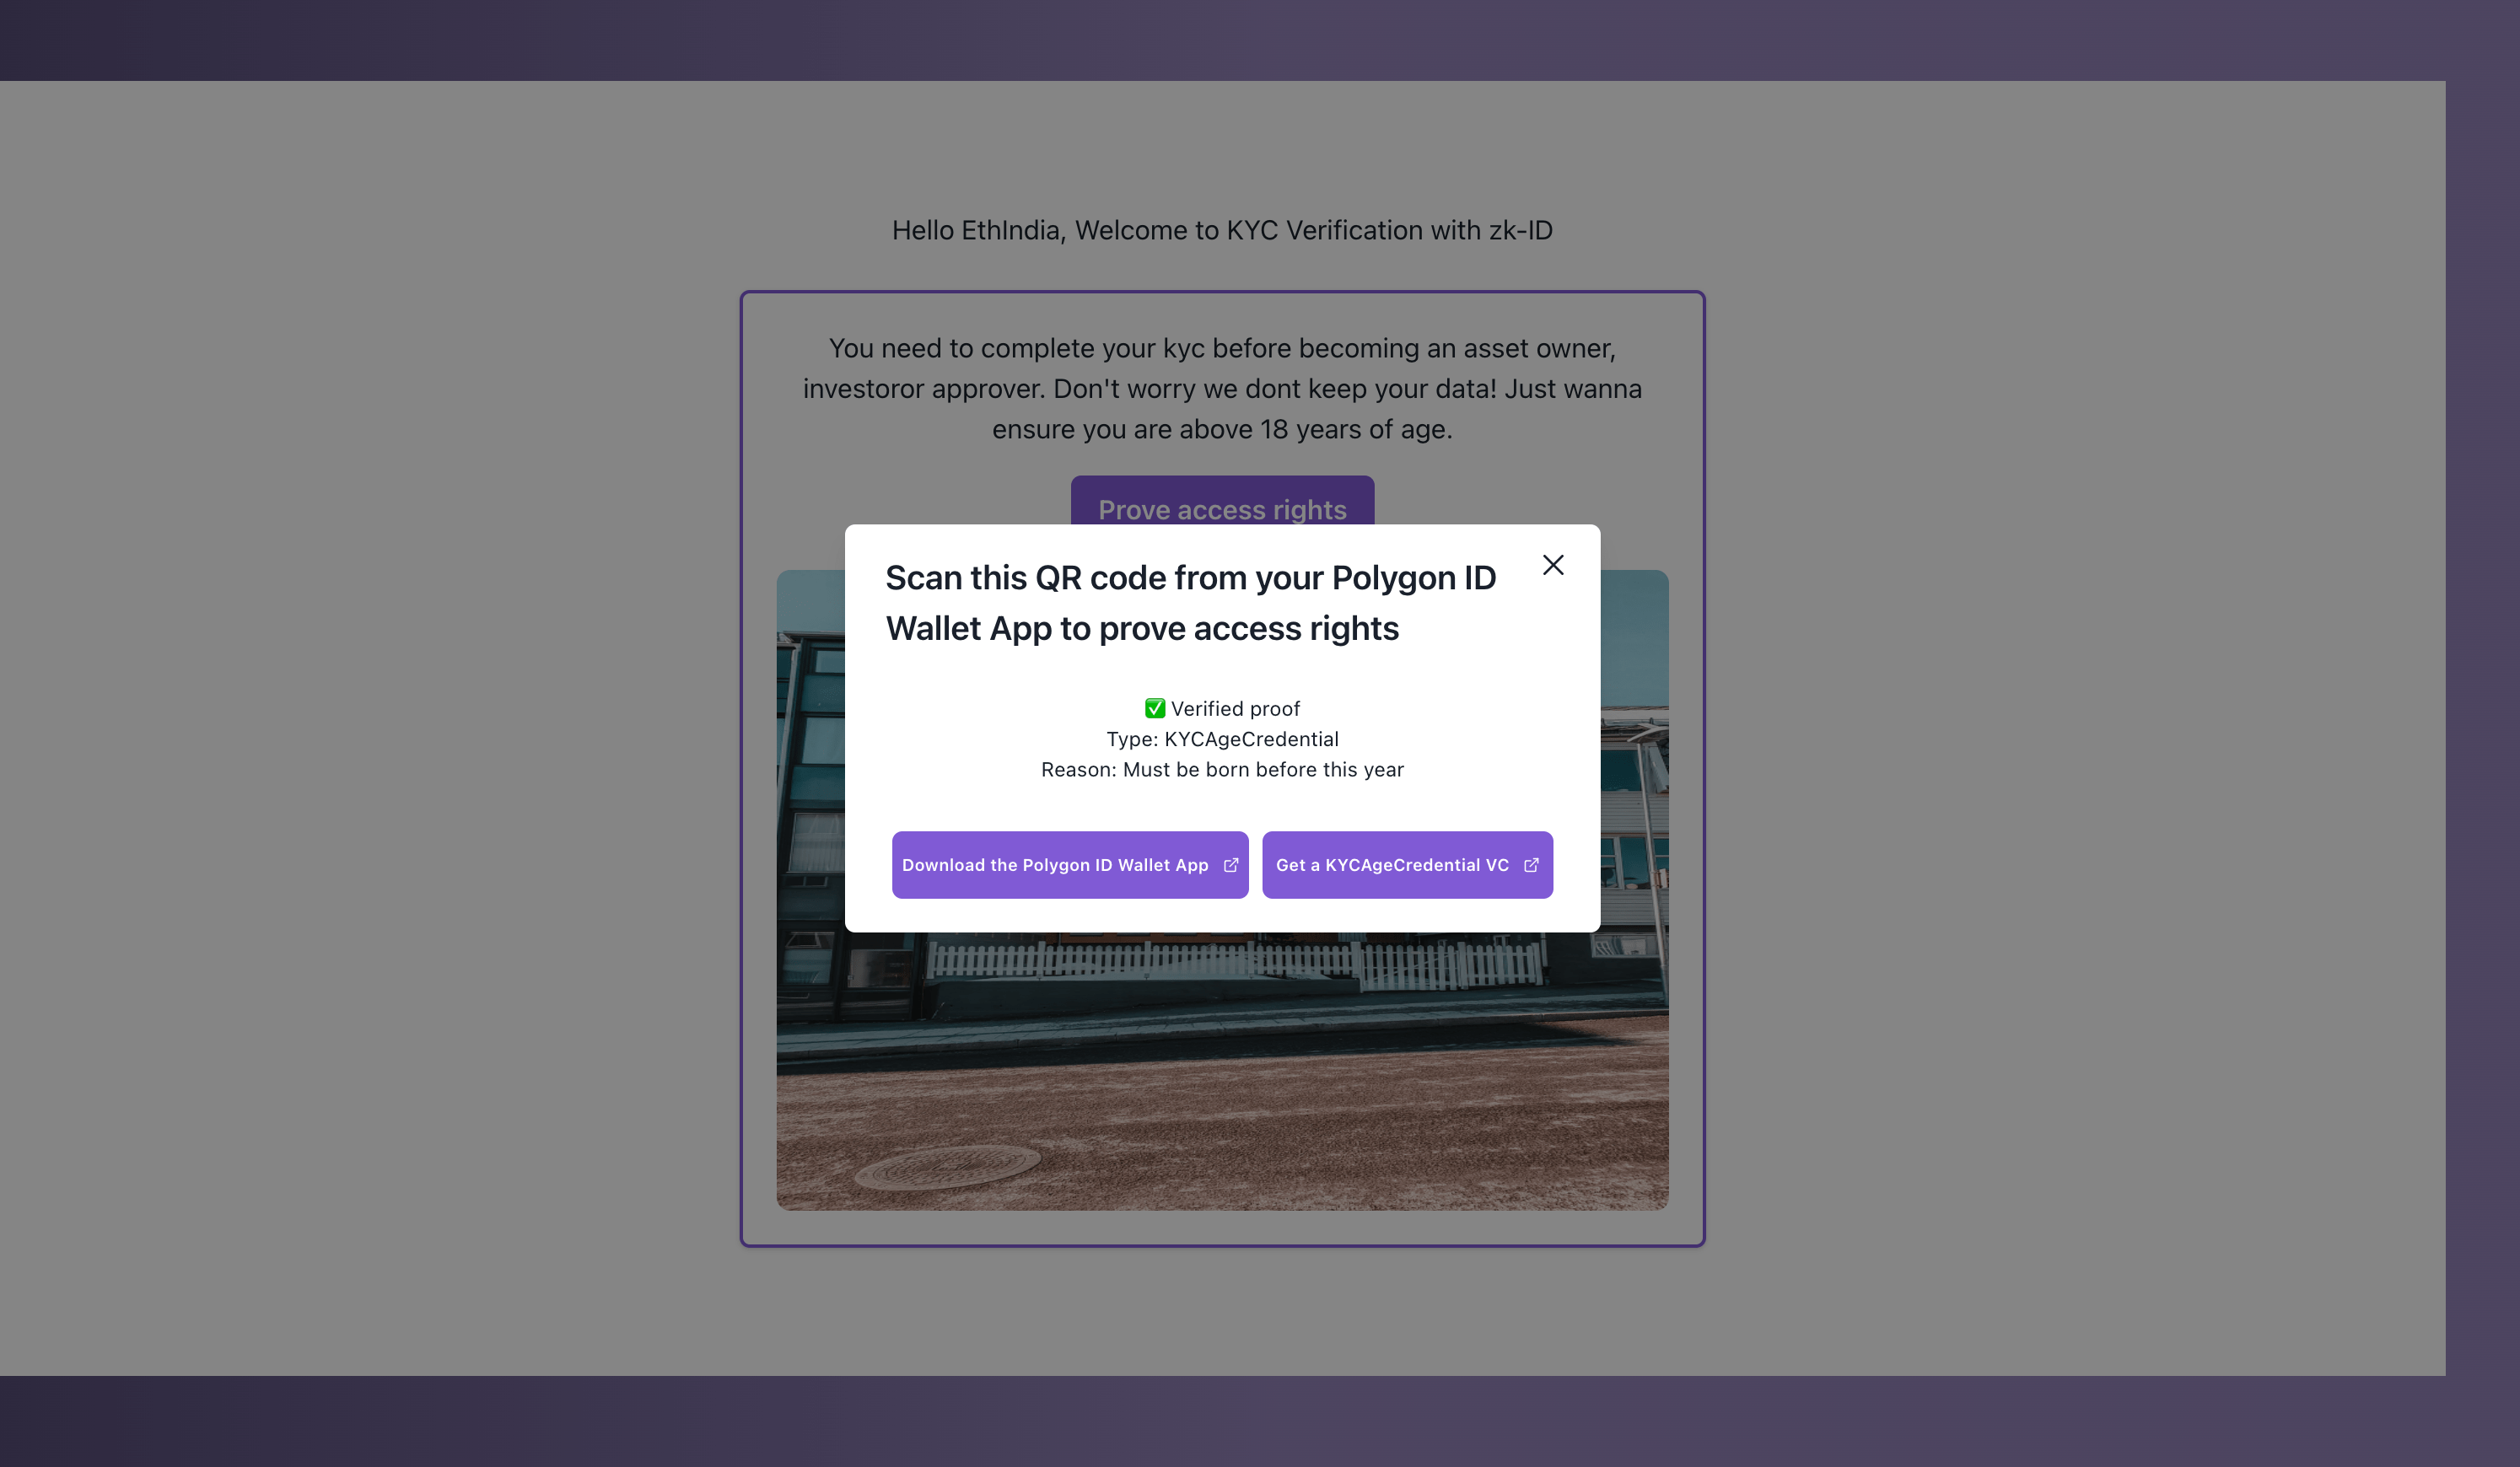 Hello EthIndia, Welcome to KYC Verification with zk-ID
You need to complete your kyc before becoming an asset owner,
investoror approver. Don't worry we dont keep your data! Just wanna
ensure you are above 18 years of age.
Prove access rights
Scan this QR code from your Polygon ID
Wallet App to prove access rights
✅ Verified proof
Type: KYCAgeCredential
Reason: Must be born before this year
Download the Polygon ID Wallet App
Get a KYCAgeCredential VC